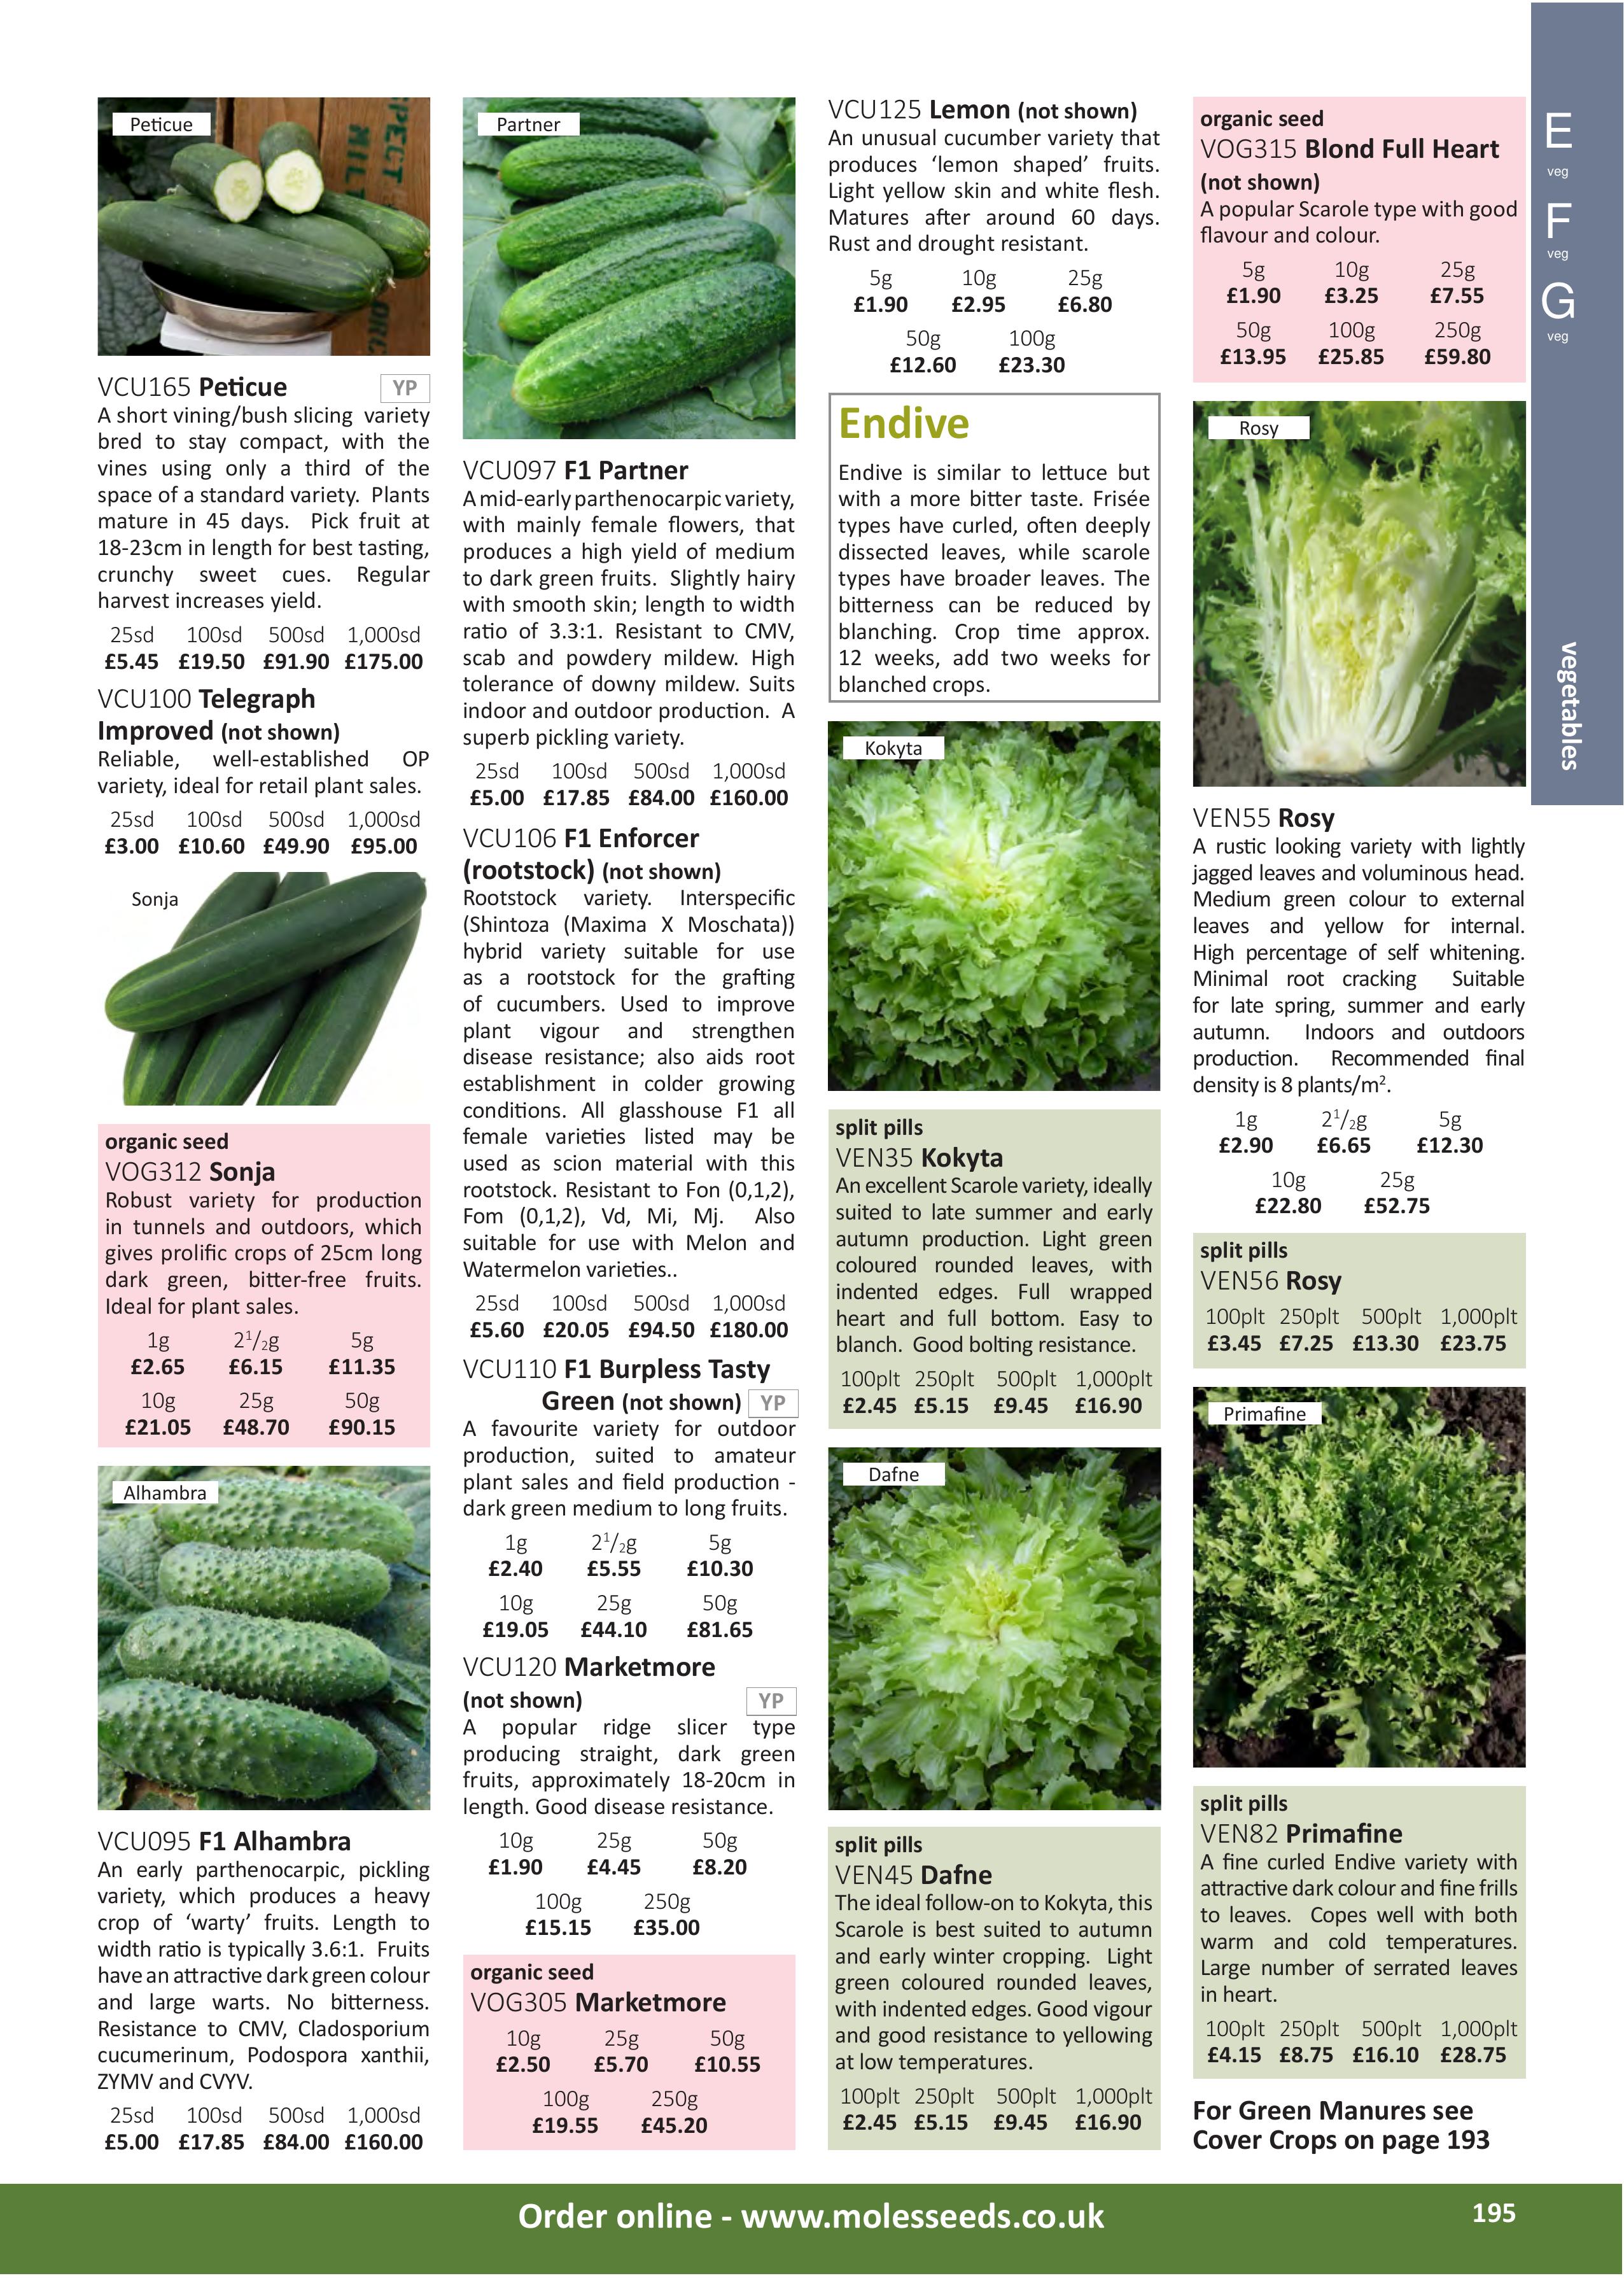 Peticue
VCU165 Peticue YP
A short vining/bush slicing variety
bred to stay compact, with the
vines using only a third of the
space of a standard variety. Plants
mature in 45 days. Pick fruit at
18-23cm in length for best tasting,
crunchy sweet cues. Regular
harvest increases yield.
25sd 100sd 500sd 1,000sd
£5.45 £19.50 £91.90 £175.00
VCU100 Telegraph
Improved (not shown)
Reliable, well-established OP
variety, ideal for retail plant sales.
25sd 100sd 500sd 1,000sd
£3.00 £10.60 £49.90 £95.00
Sonja
organic seed
VOG312 Sonja
Robust variety for production
in tunnels and outdoors, which
gives prolific crops of 25cm long
dark green, bitter-free fruits.
Ideal for plant sales.
1g 2 1/2g 5g
£2.65 £6.15 £11.35
10g 25g 50g
£21.05 £48.70 £90.15
Alhambra
VCU095 F1 Alhambra
An early parthenocarpic, pickling
variety, which produces a heavy
crop of ‘warty’ fruits. Length to
width ratio is typically 3.6:1. Fruits
have an attractive dark green colour
and large warts. No bitterness.
Resistance to CMV, Cladosporium
cucumerinum, Podospora xanthii,
ZYMV and CVYV.
25sd 100sd 500sd 1,000sd
£5.00 £17.85 £84.00 £160.00
Partner
VCU097 F1 Partner
A mid-early parthenocarpic variety,
with mainly female flowers, that
produces a high yield of medium
to dark green fruits. Slightly hairy
with smooth skin; length to width
ratio of 3.3:1. Resistant to CMV,
scab and powdery mildew. High
tolerance of downy mildew. Suits
indoor and outdoor production. A
superb pickling variety.
25sd 100sd 500sd 1,000sd
£5.00 £17.85 £84.00 £160.00
VCU106 F1 Enforcer
(rootstock) (not shown)
Rootstock variety. Interspecific
(Shintoza (Maxima X Moschata))
hybrid variety suitable for use
as a rootstock for the grafting
of cucumbers. Used to improve
plant vigour and strengthen
disease resistance; also aids root
establishment in colder growing
conditions. All glasshouse F1 all
female varieties listed may be
used as scion material with this
rootstock. Resistant to Fon (0,1,2),
Fom (0,1,2), Vd, Mi, Mj. Also
suitable for use with Melon and
Watermelon varieties..
25sd 100sd 500sd 1,000sd
£5.60 £20.05 £94.50 £180.00
VCU110 F1 Burpless Tasty
Green (not shown) YP
A favourite variety for outdoor
production, suited to amateur
plant sales and field production -
dark green medium to long fruits.
1g 2 1/2g 5g
£2.40 £5.55 £10.30
10g 25g 50g
£19.05 £44.10 £81.65
VCU120 Marketmore
(not shown) YP
A popular ridge slicer type
producing straight, dark green
fruits, approximately 18-20cm in
length. Good disease resistance.
10g 25g 50g
£1.90 £4.45 £8.20
100g 250g
£15.15 £35.00
organic seed
VOG305 Marketmore
10g 25g 50g
£2.50 £5.70 £10.55
100g 250g
£19.55 £45.20
VCU125 Lemon (not shown)
An unusual cucumber variety that
produces ‘lemon shaped’ fruits.
Light yellow skin and white flesh.
Matures after around 60 days.
Rust and drought resistant.
5g 10g 25g
£1.90 £2.95 £6.80
50g 100g
£12.60 £23.30
Endive
Endive is similar to lettuce but
with a more bitter taste. Frisée
types have curled, often deeply
dissected leaves, while scarole
types have broader leaves. The
bitterness can be reduced by
blanching. Crop time approx.
12 weeks, add two weeks for
blanched crops.
Kokyta
split pills
VEN35 Kokyta
An excellent Scarole variety, ideally
suited to late summer and early
autumn production. Light green
coloured rounded leaves, with
indented edges. Full wrapped
heart and full bottom. Easy to
blanch. Good bolting resistance.
100plt 250plt 500plt 1,000plt
£2.45 £5.15 £9.45 £16.90
Dafne
split pills
VEN45 Dafne
The ideal follow-on to Kokyta, this
Scarole is best suited to autumn
and early winter cropping. Light
green coloured rounded leaves,
with indented edges. Good vigour
and good resistance to yellowing
at low temperatures.
100plt 250plt 500plt 1,000plt
£2.45 £5.15 £9.45 £16.90
organic seed
VOG315 Blond Full Heart
(not shown)
A popular Scarole type with good
flavour and colour.
5g 10g 25g
£1.90 £3.25 £7.55
50g 100g 250g
£13.95 £25.85 £59.80
Rosy
VEN55 Rosy
A rustic looking variety with lightly
jagged leaves and voluminous head.
Medium green colour to external
leaves and yellow for internal.
High percentage of self whitening.
Minimal root cracking Suitable
for late spring, summer and early
autumn. Indoors and outdoors
production. Recommended final
density is 8 plants/m².
1g 2 1/2g 5g
£2.90 £6.65 £12.30
10g 25g
£22.80 £52.75
split pills
VEN56 Rosy
100plt 250plt 500plt 1,000plt
£3.45 £7.25 £13.30 £23.75
Primafine
split pills
VEN82 Primafine
A fine curled Endive variety with
attractive dark colour and fine frills
to leaves. Copes well with both
warm and cold temperatures.
Large number of serrated leaves
in heart.
100plt 250plt 500plt 1,000plt
£4.15 £8.75 £16.10 £28.75
For Green Manures see
Cover Crops on page 193
E
veg
F
veg
G
veg
vegetables
Order online - www.molesseeds.co.uk
195